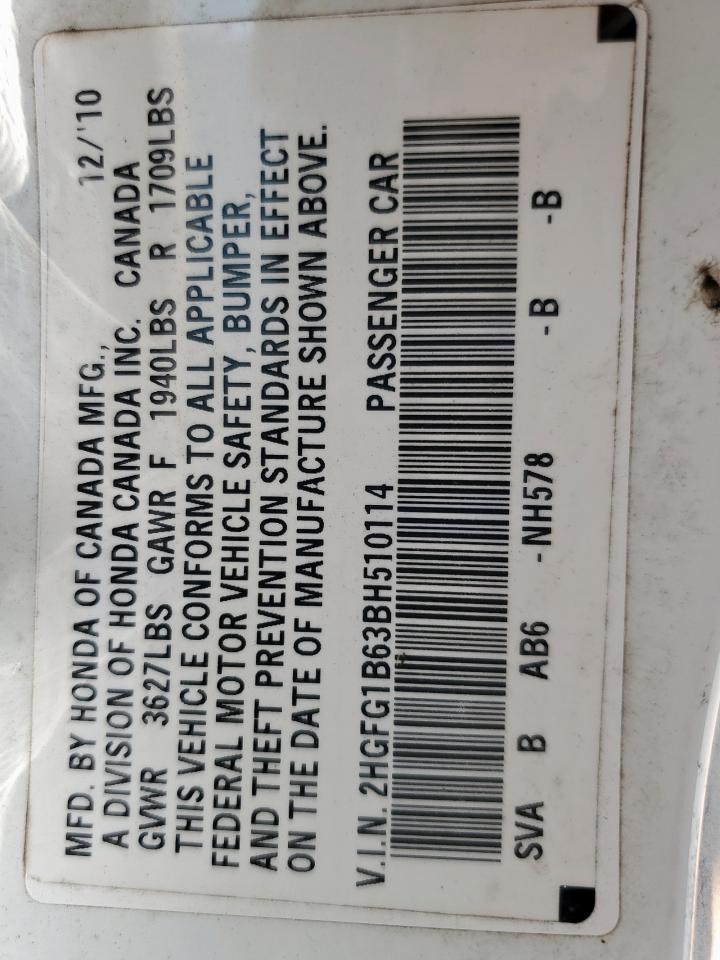 MFD. BY HONDA OF CANADA MFG., 12/'10
A DIVISION OF HONDA CANADA INC. CANADA
GVWR 3627LBS GAWR F 1940LBS R 1709LBS
THIS VEHICLE CONFORMS TO ALL APPLICABLE
FEDERAL MOTOR VEHICLE SAFETY, BUMPER,
AND THEFT PREVENTION STANDARDS IN EFFECT
ON THE DATE OF MANUFACTURE SHOWN ABOVE.
V.I.N. 2HGFG1B63BH510114 PASSENGER CAR
SVA B AB6 -NH578 -B -B